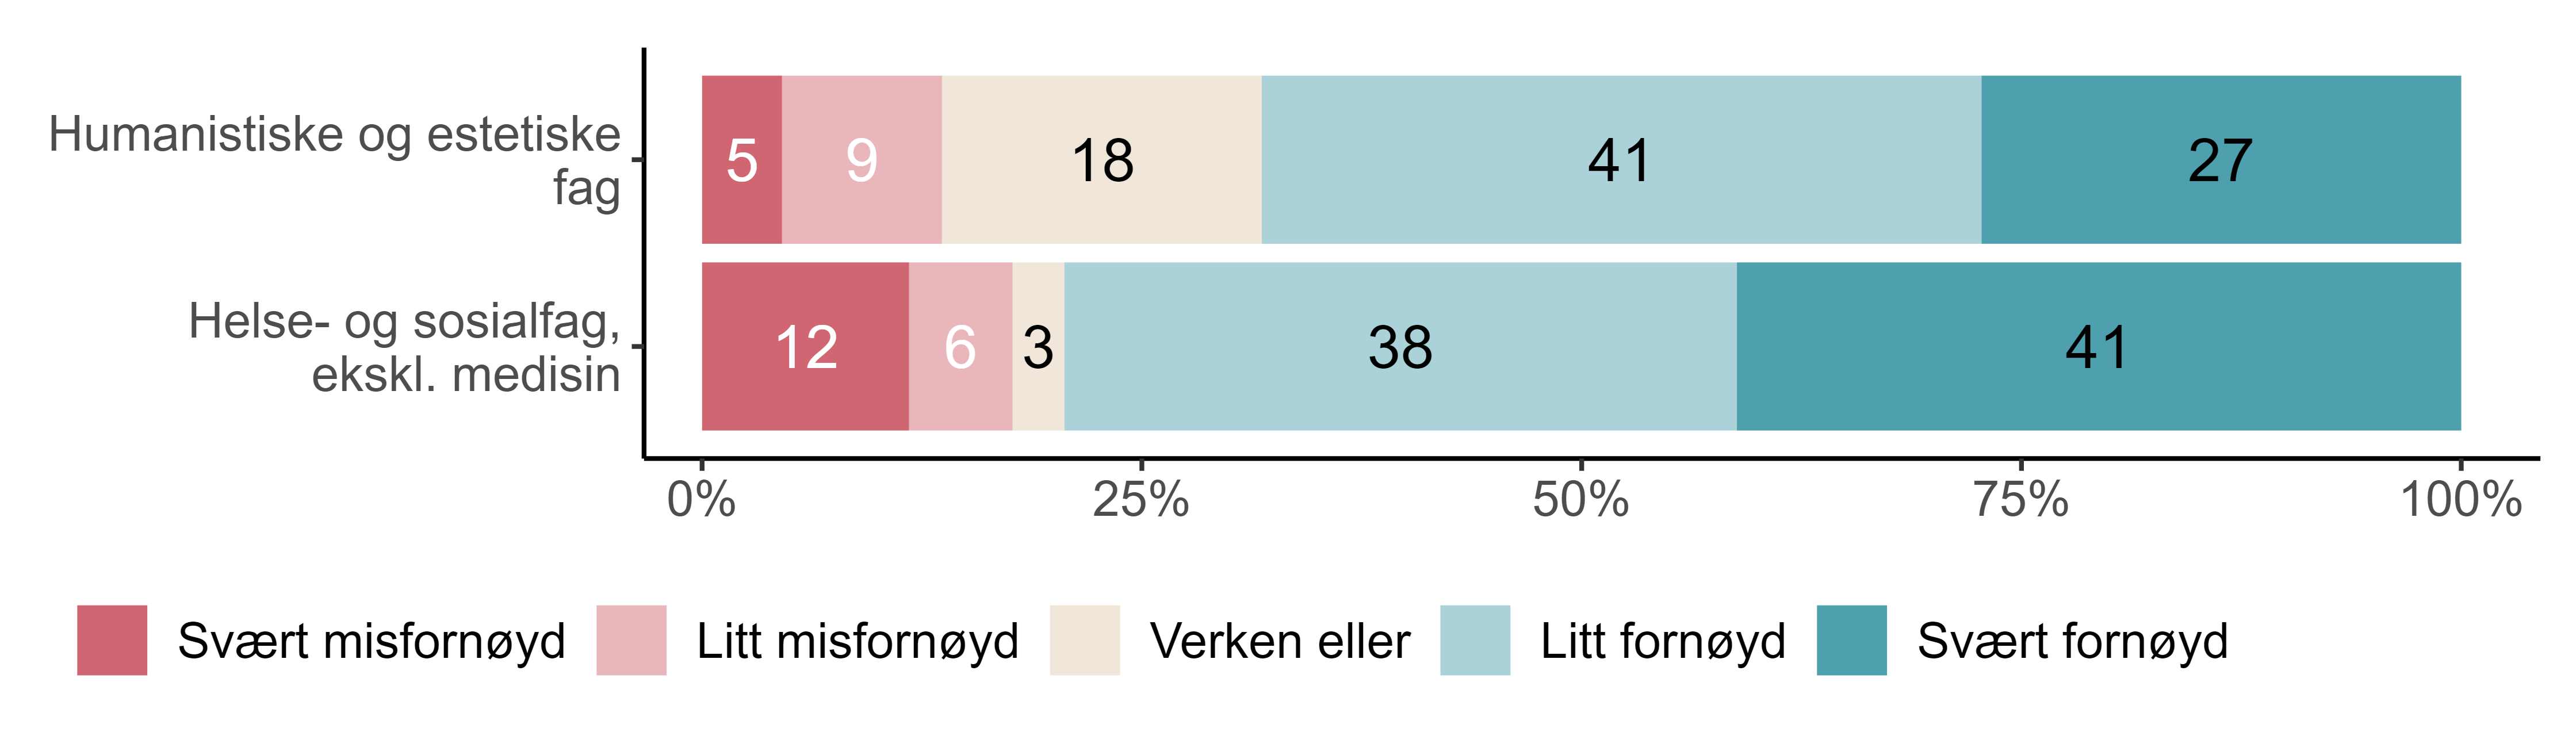 Humanistiske og estetiske
fag
5 9 18 41 27
Helse- og sosialfag,
ekskl. medisin
12 6 3 38 41
0% 25% 50% 75% 100%
Svært misfornøyd Litt misfornøyd Verken eller Litt fornøyd Svært fornøyd